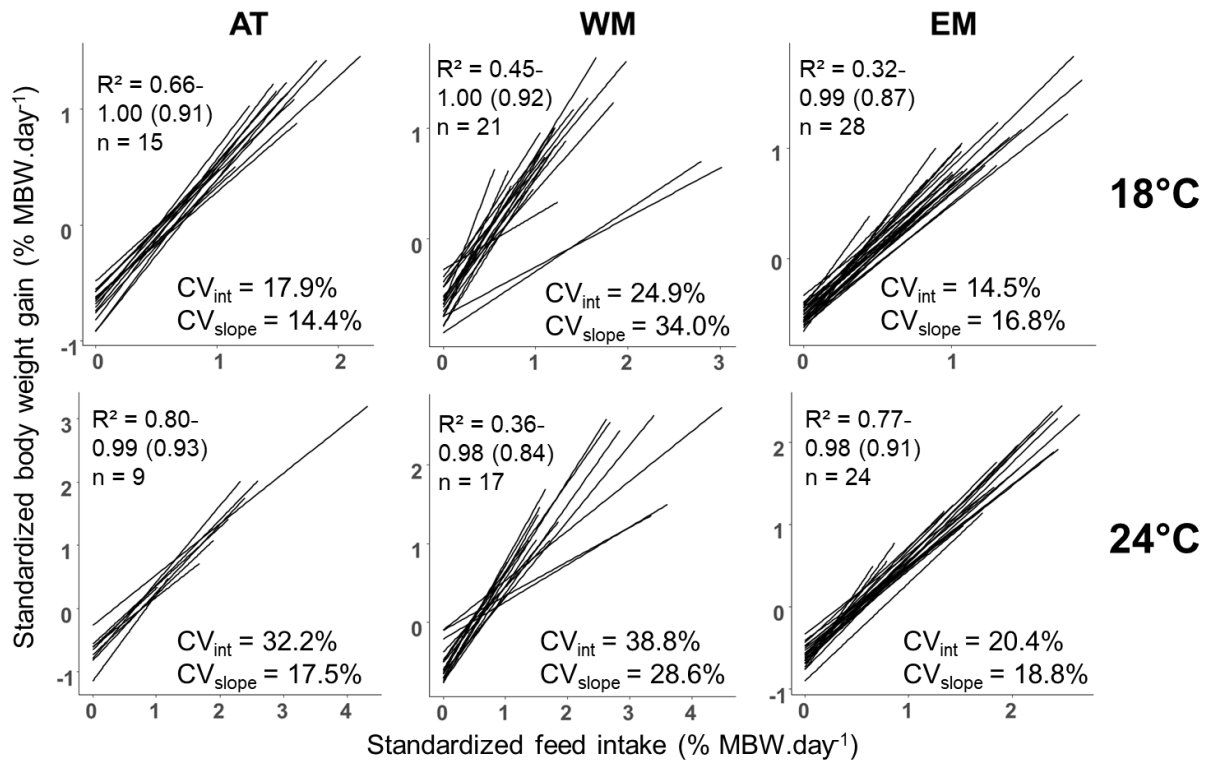 AT
WM
EM
Standardized body weight gain (% MBW.day⁻¹)
R² = 0.66-
1.00 (0.91)
n = 15
CVint = 17.9%
CVslope = 14.4%
1
0
-1
0
1
2
R² = 0.45-
1.00 (0.92)
n = 21
CVint = 24.9%
CVslope = 34.0%
1
0
0
1
2
3
R² = 0.32-
0.99 (0.87)
n = 28
CVint = 14.5%
CVslope = 16.8%
1
0
0
1
18°C
R² = 0.80-
0.99 (0.93)
n = 9
CVint = 32.2%
CVslope = 17.5%
3
2
1
0
-1
0
1
2
3
4
R² = 0.36-
0.98 (0.84)
n = 17
CVint = 38.8%
CVslope = 28.6%
2
1
0
0
1
2
3
4
R² = 0.77-
0.98 (0.91)
n = 24
CVint = 20.4%
CVslope = 18.8%
2
1
0
-1
0
1
2
24°C
Standardized feed intake (% MBW.day⁻¹)